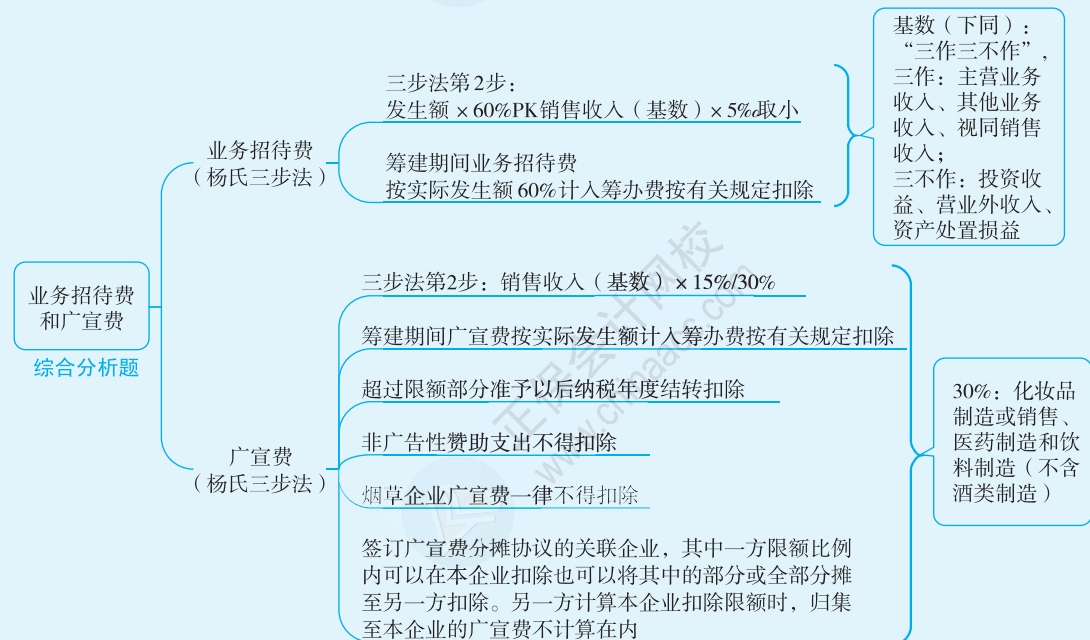 基数（下同）：
“三作三不作”，
三作：主营业务
收入、其他业务
收入、视同销售
收入；
三不作：投资收
益、营业外收入、
资产处置损益
三步法第2步：
发生额×60%PK销售收入（基数）×5‰取小
筹建期间业务招待费
按实际发生额60%计入筹办费按有关规定扣除
业务招待费
（杨氏三步法）
业务招待费
和广宣费
综合分析题
三步法第2步：销售收入（基数）×15%/30%
筹建期间广宣费按实际发生额计入筹办费按有关规定扣除
超过限额部分准予以后纳税年度结转扣除
非广告性赞助支出不得扣除
烟草企业广宣费一律不得扣除
签订广宣费分摊协议的关联企业，其中一方限额比例
内可以在本企业扣除也可以将其中的部分或全部分摊
至另一方扣除。另一方计算本企业扣除限额时，归集
至本企业的广宣费不计算在内
广宣费
（杨氏三步法）
30%：化妆品
制造或销售、
医药制造和饮
料制造（不含
酒类制造）
正保会计网校
www.chinaacc.com